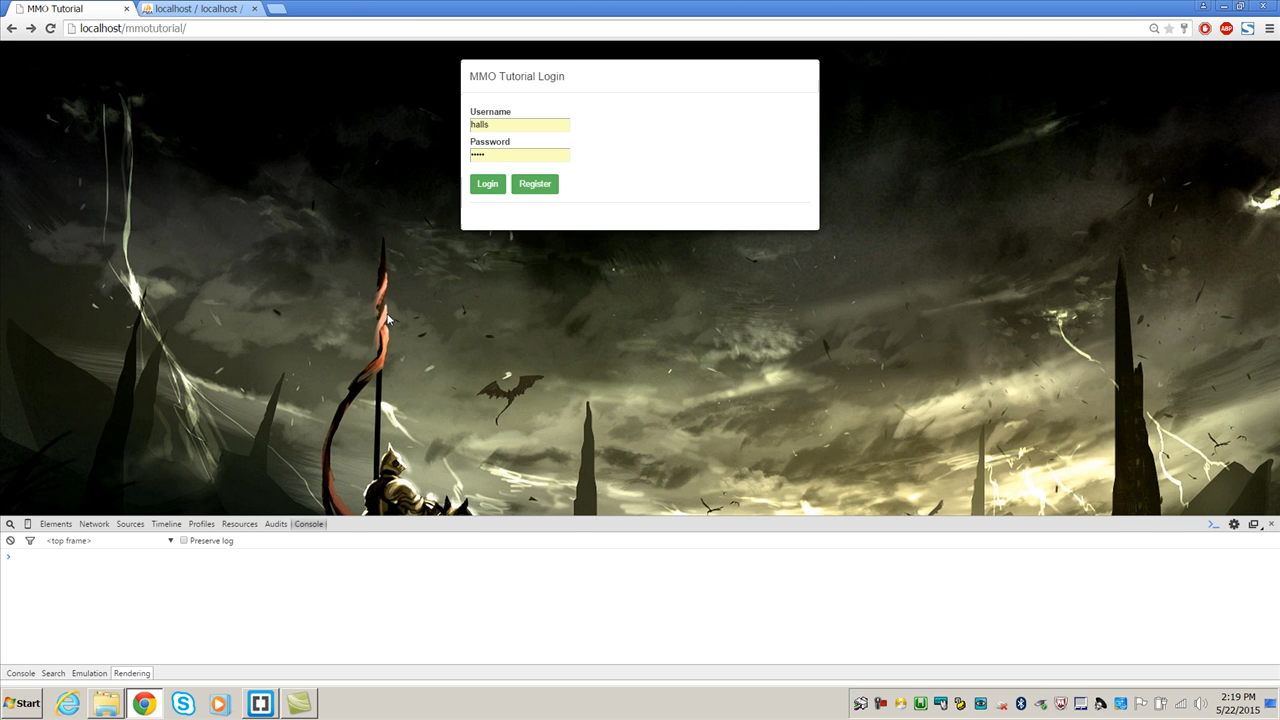 MMO Tutorial
localhost / localhost /
localhost/mmotutorial/
ABP
MMO Tutorial Login
Username
halls
Password
•••••
Login Register
Elements Network Sources Timeline Profiles Resources Audits Console
<top frame> Preserve log
Console Search Emulation Rendering
Start
2:19 PM
5/22/2015